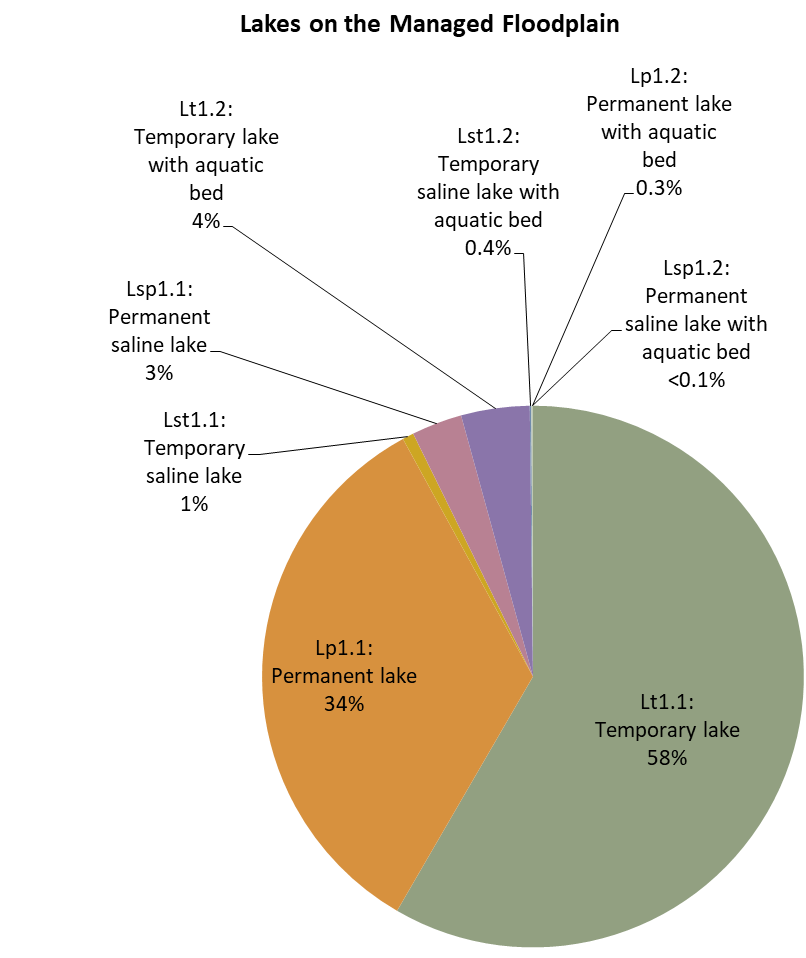 Lakes on the Managed Floodplain
Lt1.2:
Temporary lake
with aquatic
bed
4%
Lst1.2:
Temporary
saline lake with
aquatic bed
0.4%
Lp1.2:
Permanent lake
with aquatic
bed
0.3%
Lsp1.1:
Permanent
saline lake
3%
Lsp1.2:
Permanent
saline lake with
aquatic bed
<0.1%
Lst1.1:
Temporary
saline lake
1%
Lp1.1:
Permanent lake
34%
Lt1.1:
Temporary lake
58%